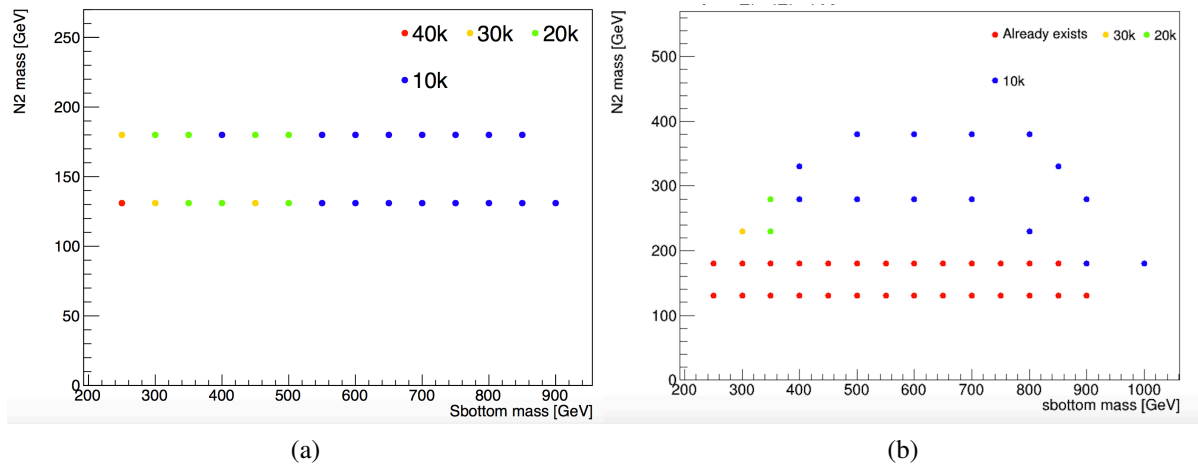 N2 mass [GeV]
250
200
150
100
50
0
40k 30k 20k
10k
200 300 400 500 600 700 800 900
Sbottom mass [GeV]
(a)
N2 mass [GeV]
500
400
300
200
100
0
Already exists 30k 20k
10k
200 300 400 500 600 700 800 900 1000
sbottom mass [GeV]
(b)